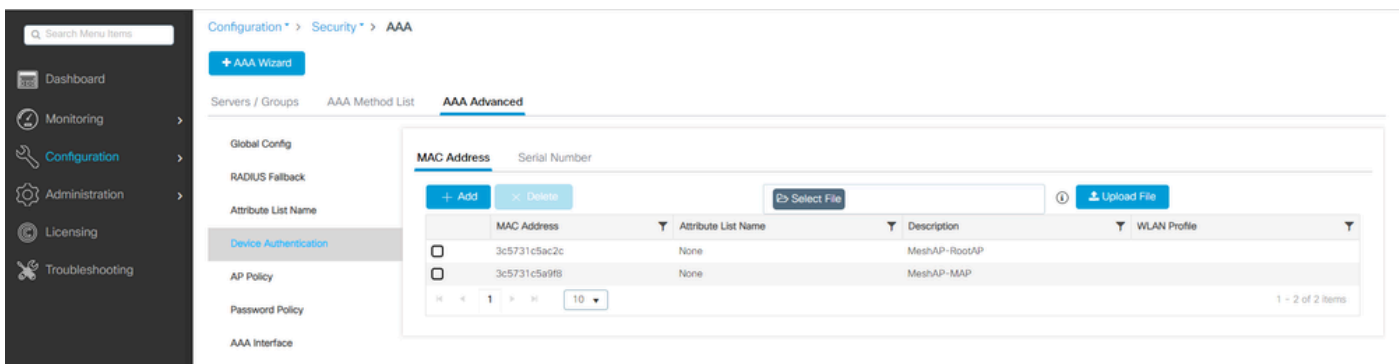 Search Menu Items
Dashboard
Monitoring
Configuration
Administration
Licensing
Troubleshooting
Configuration > Security > AAA
+ AAA Wizard
Servers / Groups AAA Method List AAA Advanced
Global Config
RADIUS Fallback
Attribute List Name
Device Authentication
AP Policy
Password Policy
AAA Interface
MAC Address Serial Number
+ Add × Delete Select File Upload File
MAC Address Attribute List Name Description WLAN Profile
3c5731c5ac2c None MeshAP-RootAP
3c5731c5a9f8 None MeshAP-MAP
1 10 1 - 2 of 2 items